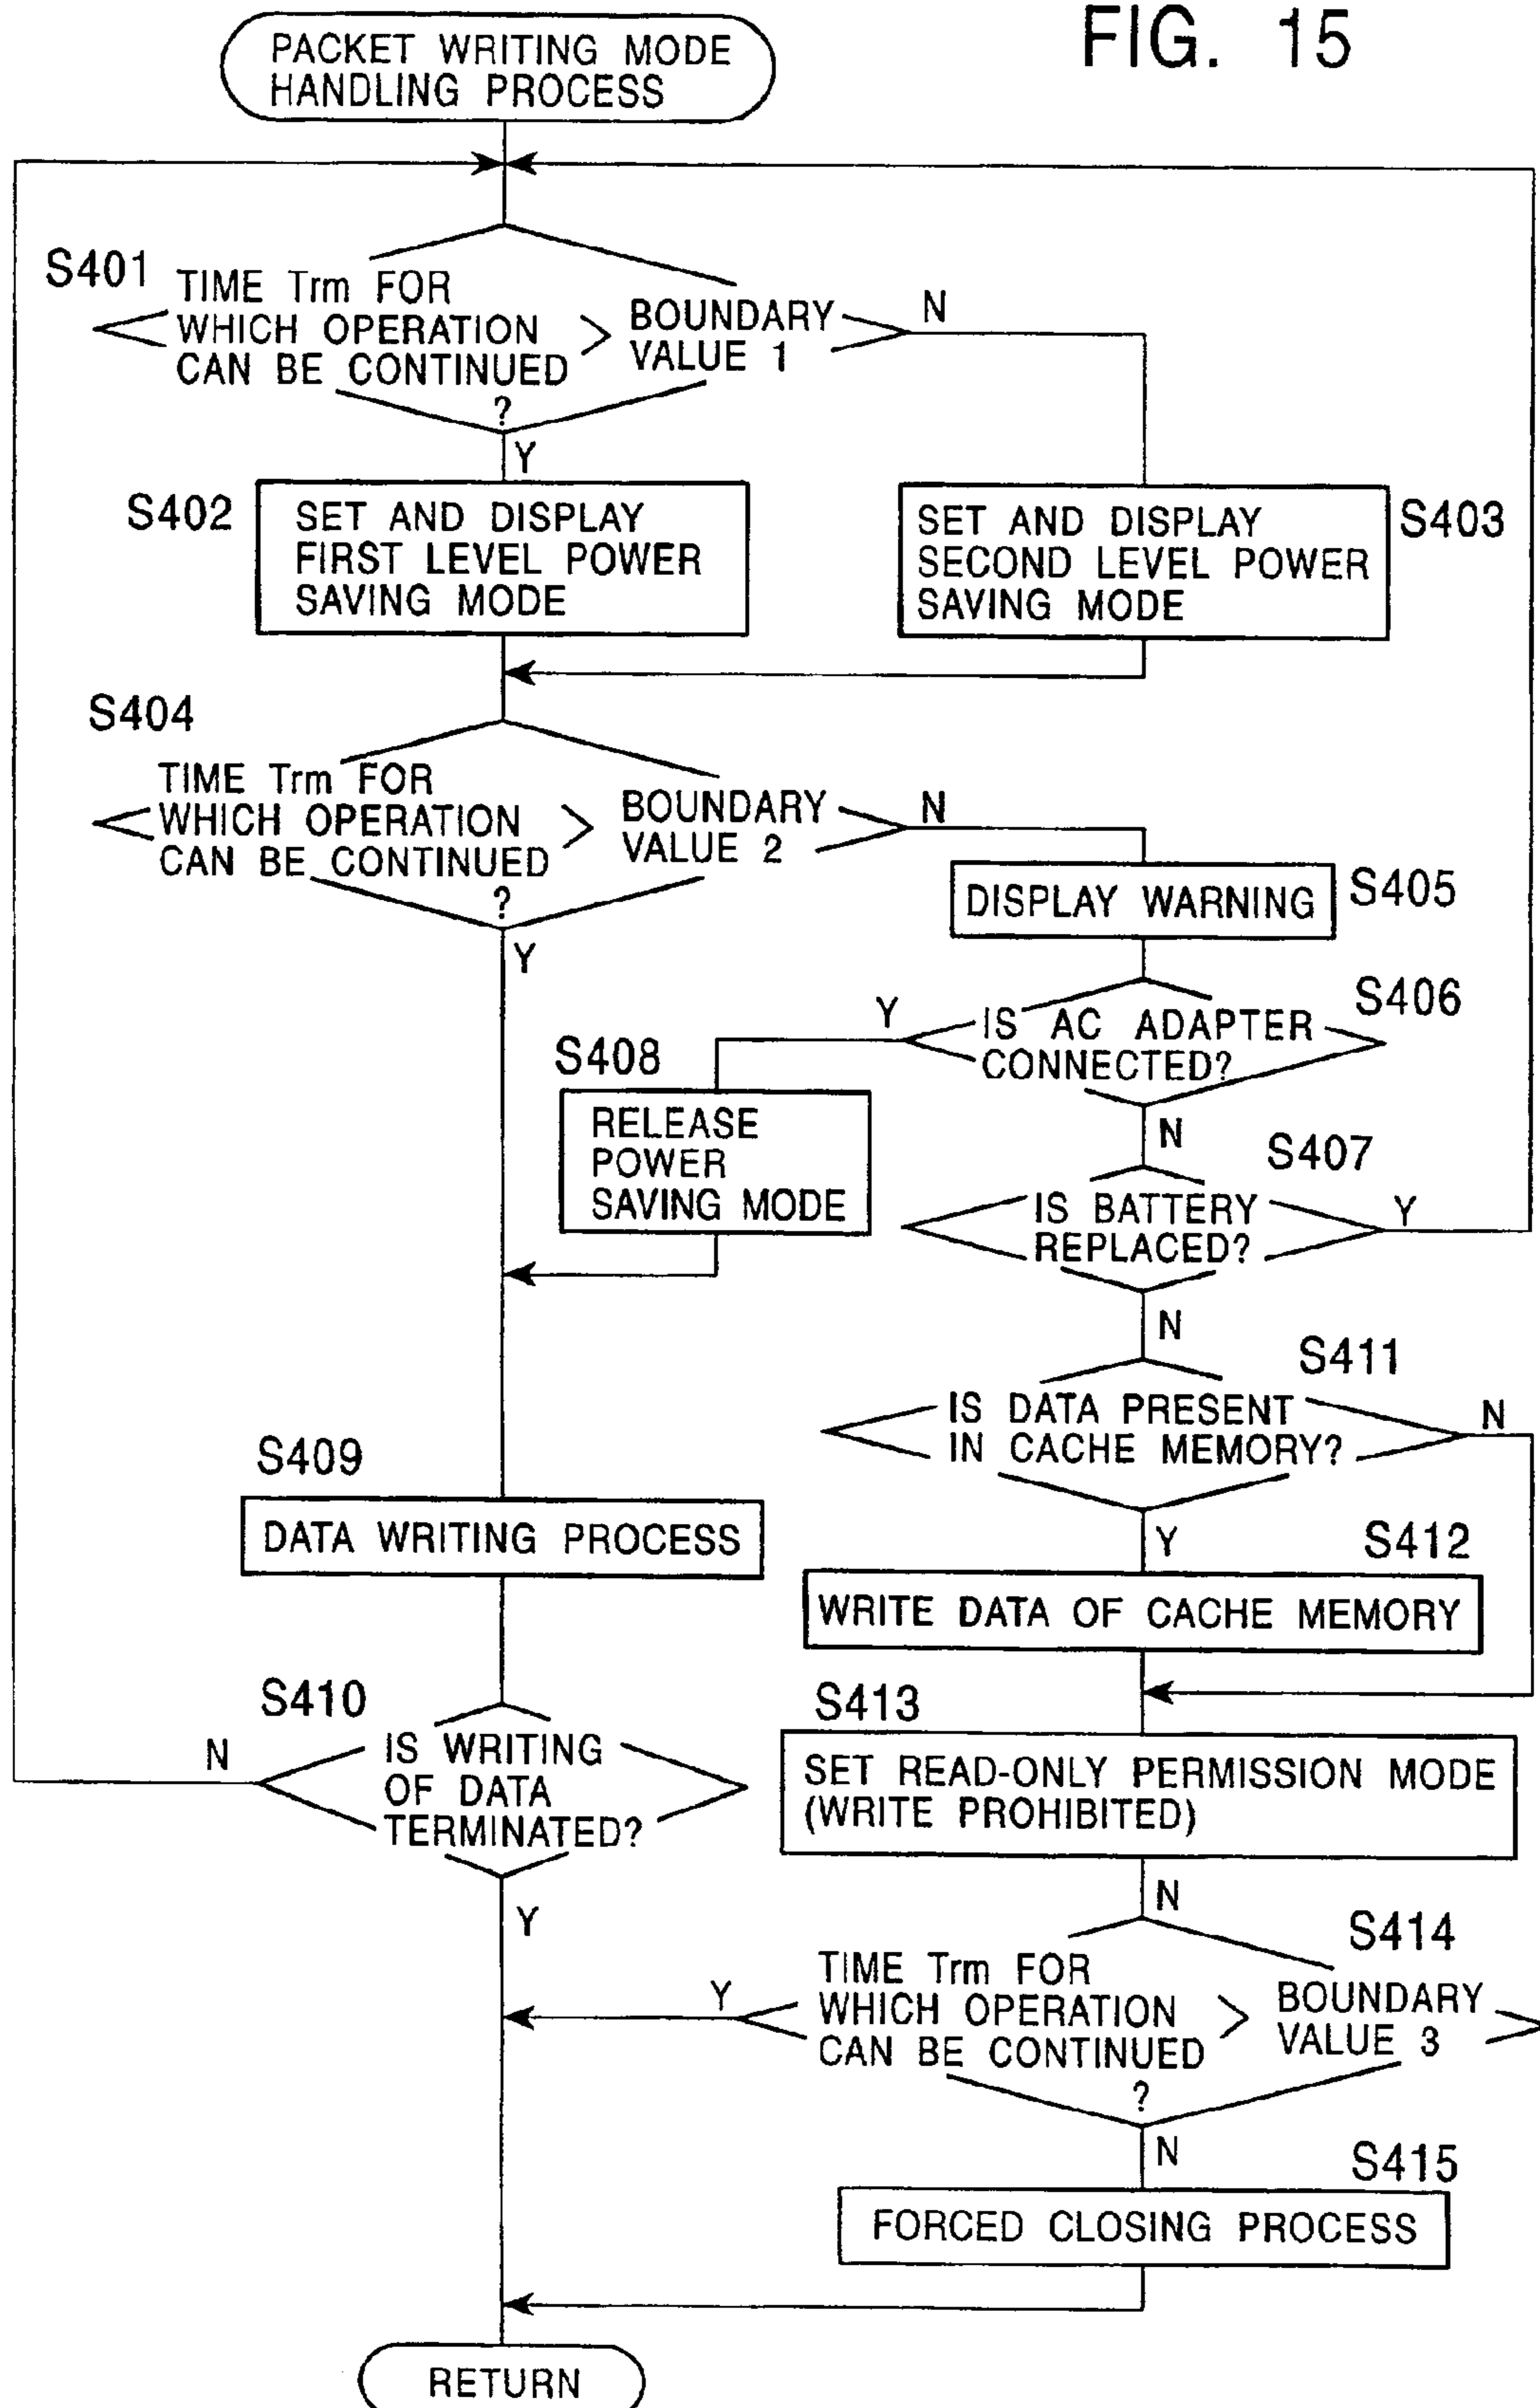 FIG. 15
PACKET WRITING MODE
HANDLING PROCESS
S401
TIME Trm FOR
WHICH OPERATION
CAN BE CONTINUED
>
BOUNDARY
VALUE 1
?
N
Y
S402
SET AND DISPLAY
FIRST LEVEL POWER
SAVING MODE
SET AND DISPLAY
SECOND LEVEL POWER
SAVING MODE
S403
S404
TIME Trm FOR
WHICH OPERATION
CAN BE CONTINUED
>
BOUNDARY
VALUE 2
?
N
Y
DISPLAY WARNING
S405
S406
IS AC ADAPTER
CONNECTED?
Y
N
S408
RELEASE
POWER
SAVING MODE
S407
IS BATTERY
REPLACED?
Y
N
S411
IS DATA PRESENT
IN CACHE MEMORY?
N
Y
S409
DATA WRITING PROCESS
S412
WRITE DATA OF CACHE MEMORY
S410
IS WRITING
OF DATA
TERMINATED?
N
Y
S413
SET READ-ONLY PERMISSION MODE
(WRITE PROHIBITED)
N
S414
TIME Trm FOR
WHICH OPERATION
CAN BE CONTINUED
>
BOUNDARY
VALUE 3
?
Y
N
S415
FORCED CLOSING PROCESS
RETURN